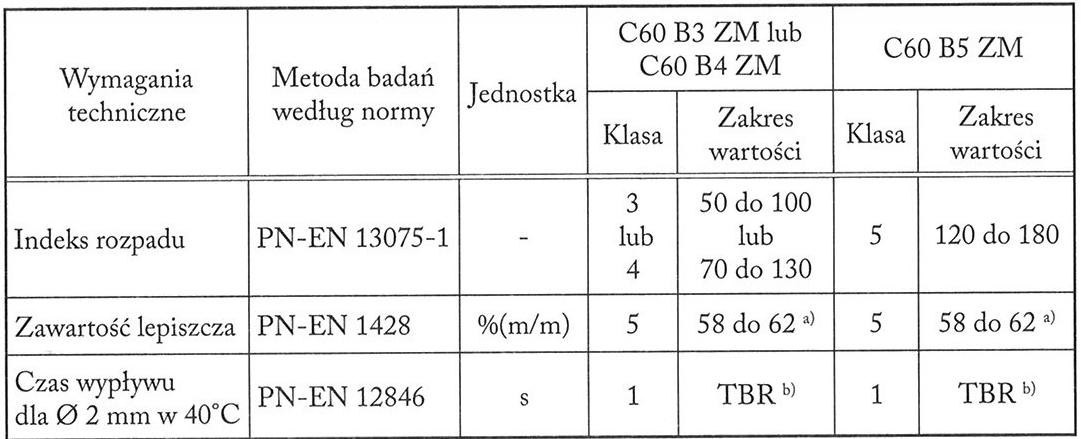 Wymagania techniczne
Metoda badań według normy
Jednostka
C60 B3 ZM lub C60 B4 ZM
C60 B5 ZM
Klasa
Zakres wartości
Klasa
Zakres wartości
Indeks rozpadu
PN-EN 13075-1
-
3 lub 4
50 do 100 lub 70 do 130
5
120 do 180
Zawartość lepiszcza
PN-EN 1428
%(m/m)
5
58 do 62 a)
5
58 do 62 a)
Czas wypływu dla Ø 2 mm w 40°C
PN-EN 12846
s
1
TBR b)
1
TBR b)